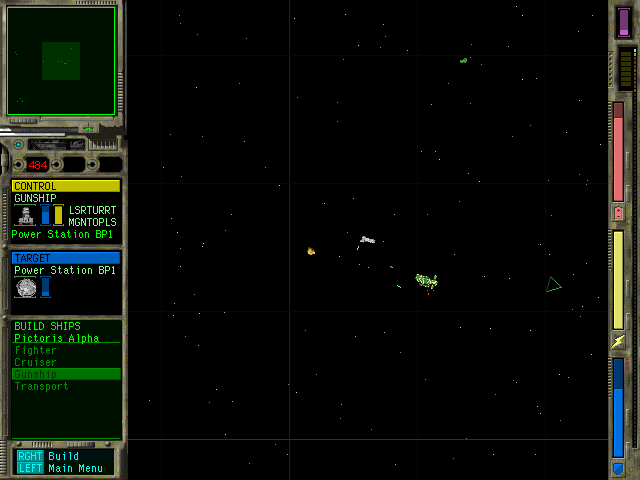 484
CONTROL
GUNSHIP
LSRTURRT
MGNTOPLS
Power Station BP1
TARGET
Power Station BP1
BUILD SHIPS
Pictoris Alpha
Fighter
Cruiser
Gunship
Transport
RGHT Build
LEFT Main Menu